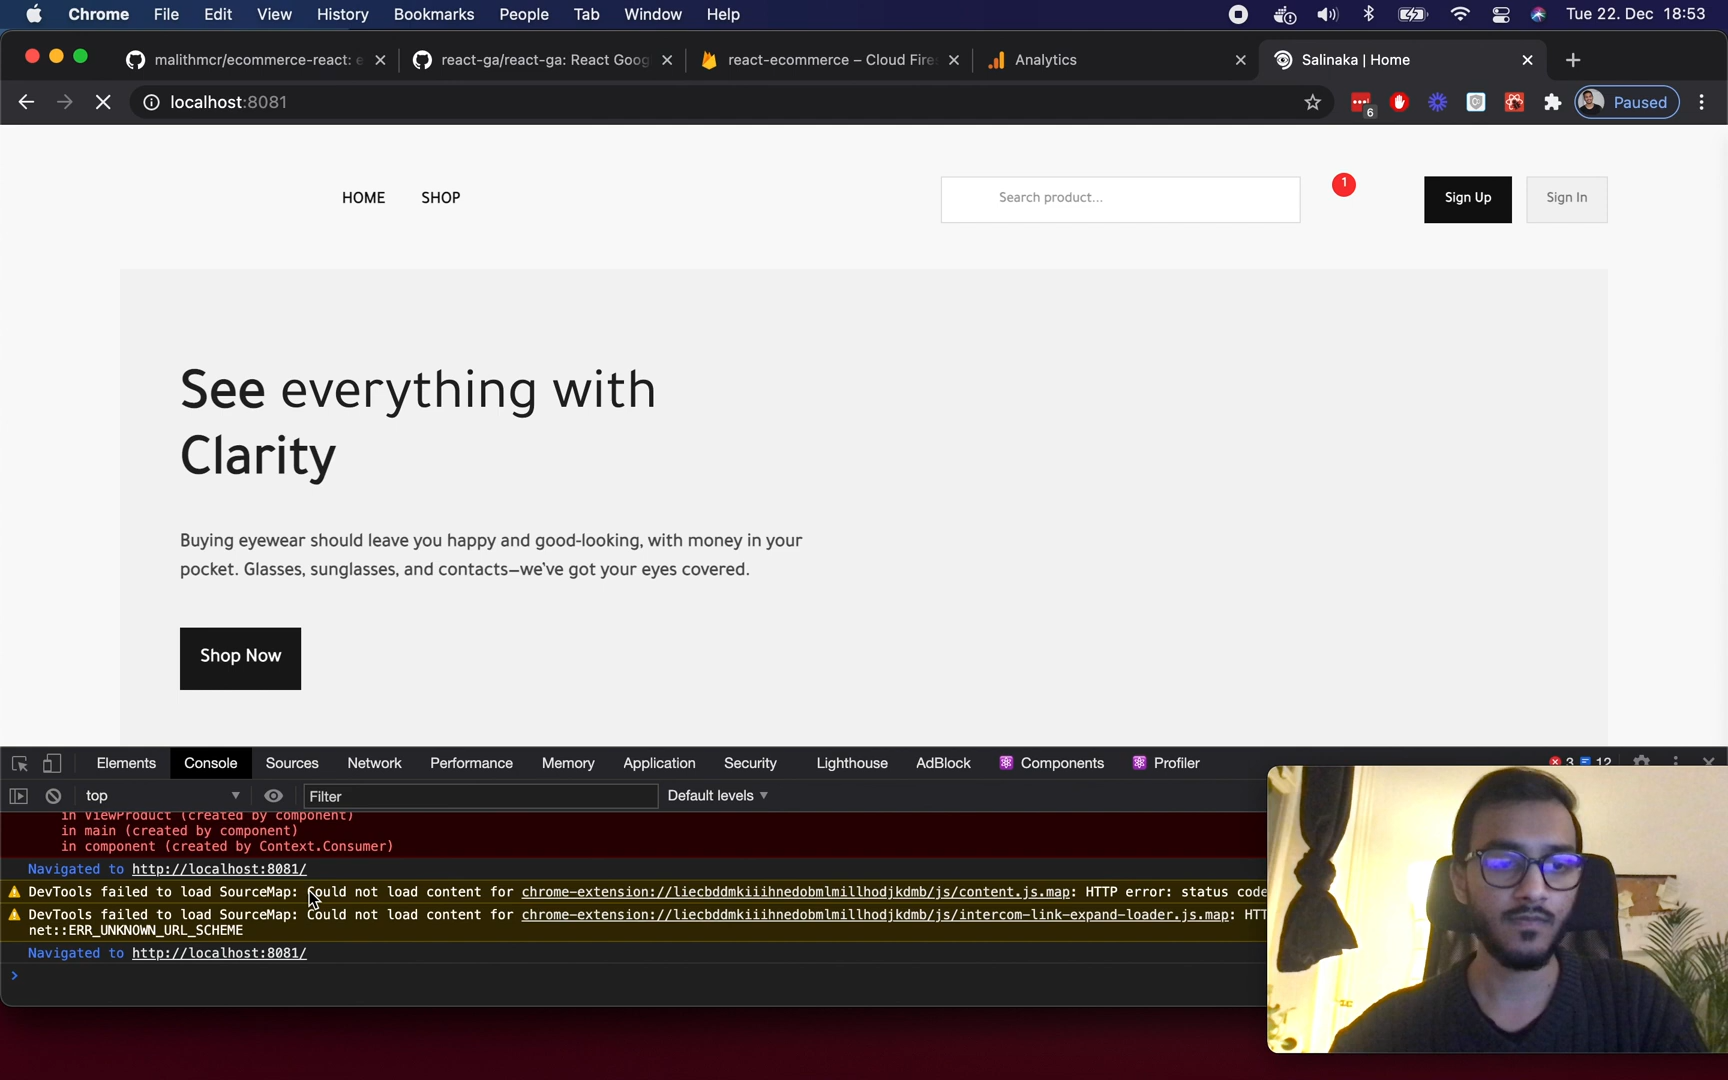 Chrome File Edit View History Bookmarks People Tab Window Help Tue 22. Dec 18:53
malithmcr/ecommerce-react: e react-ga/react-ga: React Goog react-ecommerce – Cloud Fire Analytics Salinaka | Home
localhost:8081 6 Paused
HOME SHOP Search product... 1 Sign Up Sign In
See everything with
Clarity
Buying eyewear should leave you happy and good-looking, with money in your
pocket. Glasses, sunglasses, and contacts—we've got your eyes covered.
Shop Now
Elements Console Sources Network Performance Memory Application Security Lighthouse AdBlock Components Profiler 3 12
top Filter Default levels
in ViewProduct (created by component)
in main (created by component)
in component (created by Context.Consumer)
Navigated to http://localhost:8081/
DevTools failed to load SourceMap: Could not load content for chrome-extension://liecbddmkiiihnedobmlmillhodjkdmb/js/content.js.map: HTTP error: status code
DevTools failed to load SourceMap: Could not load content for chrome-extension://liecbddmkiiihnedobmlmillhodjkdmb/js/intercom-link-expand-loader.js.map: HTT
net::ERR_UNKNOWN_URL_SCHEME
Navigated to http://localhost:8081/